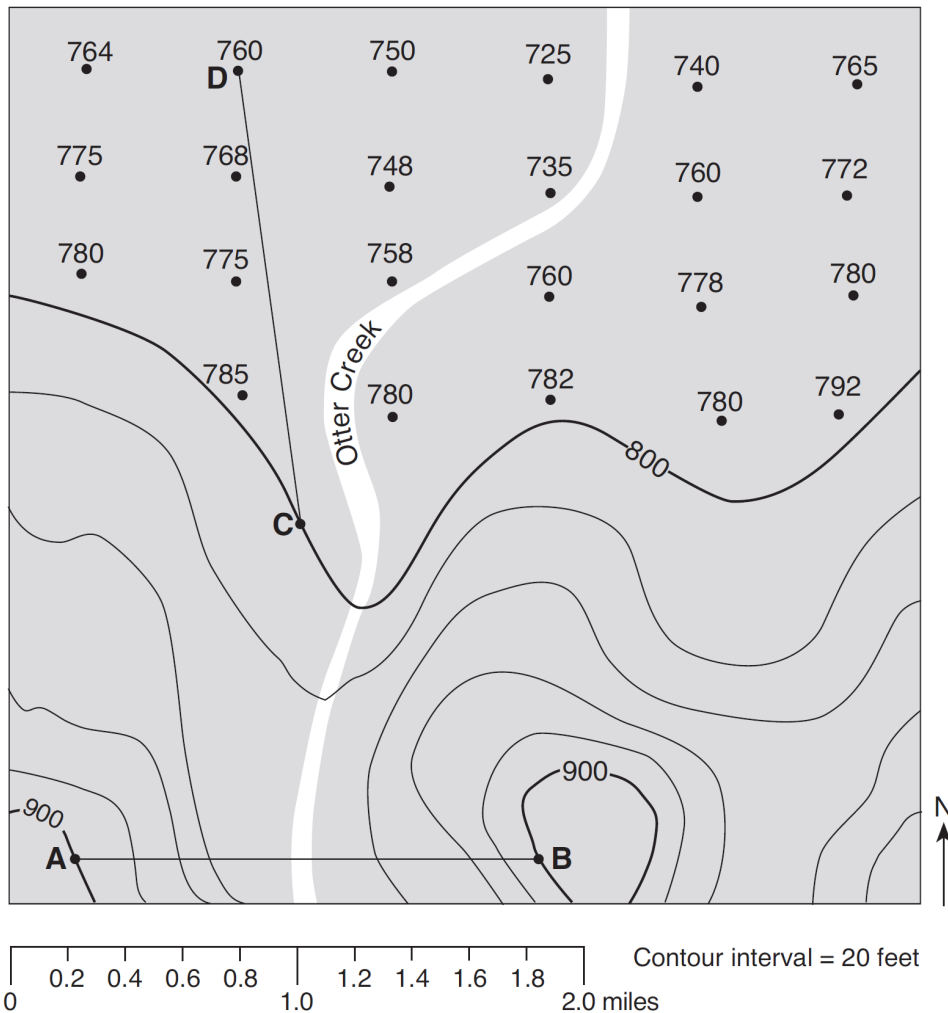 764 760 750 725 740 765
D
775 768 748 735 760 772
780 775 758 760 778 780
Otter Creek
785 780 782 780 792
800
C
900
900
A B
N
Contour interval = 20 feet
0 0.2 0.4 0.6 0.8 1.0 1.2 1.4 1.6 1.8 2.0 miles